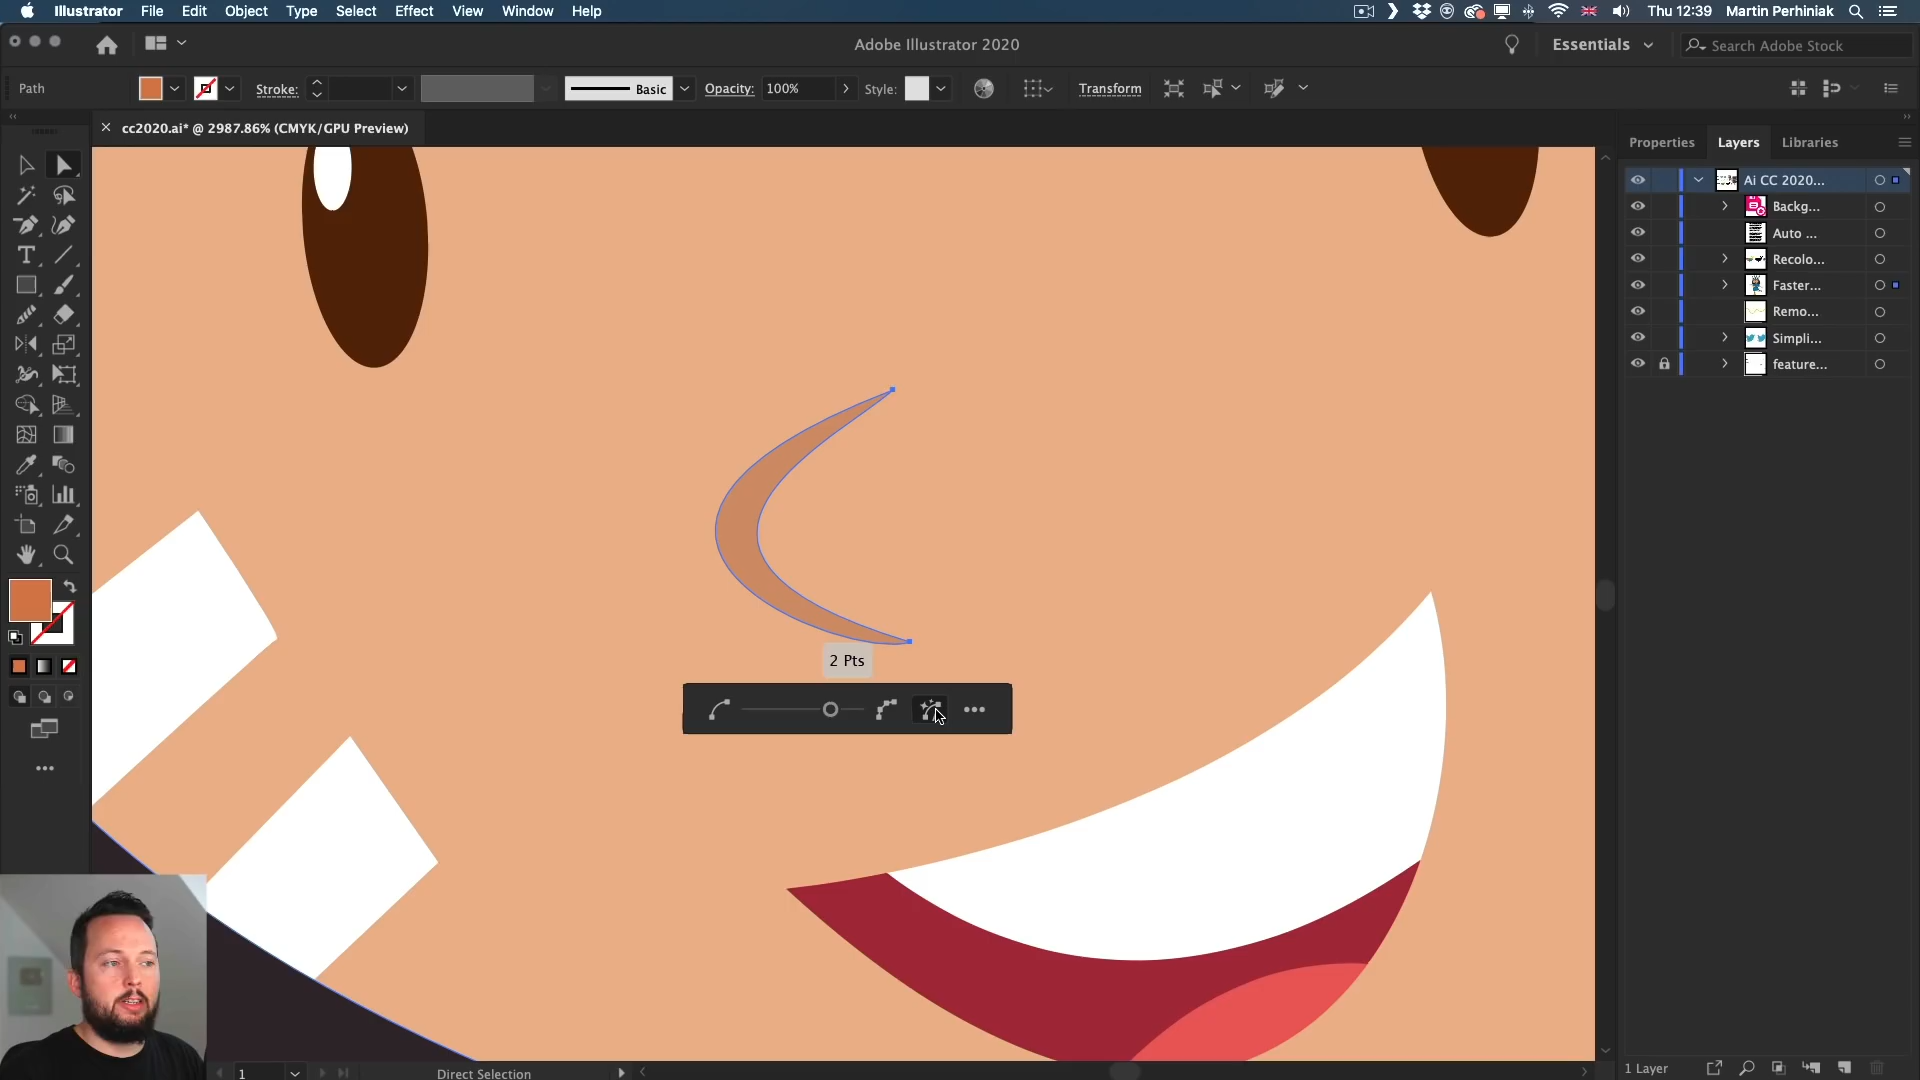 Illustrator File Edit Object Type Select Effect View Window Help
Thu 12:39 Martin Perhiniak
Adobe Illustrator 2020
Essentials
Search Adobe Stock
Path
Stroke:
Basic
Opacity: 100%
Style:
Transform
cc2020.ai* @ 2987.86% (CMYK/GPU Preview)
Properties Layers Libraries
Ai CC 2020...
Backg...
Auto ...
Recolo...
Faster...
Remo...
Simpli...
feature...
2 Pts
1
Direct Selection
1 Layer